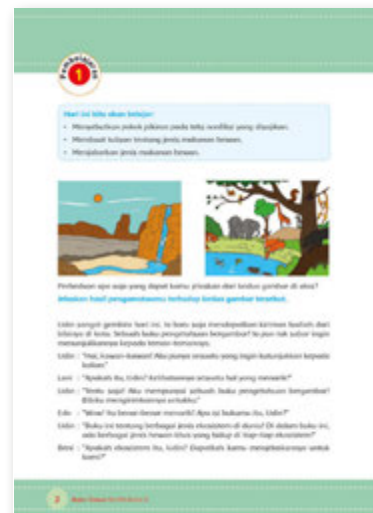 Pembelajaran
1
Hari ini kita akan belajar:
• Menyebutkan pokok pikiran pada teks nonfiksi yang disajikan.
• Membuat tulisan tentang jenis makanan hewan.
• Menjelaskan jenis makanan hewan.
Perbedaan apa saja yang dapat kamu jelaskan dari kedua gambar di atas?
Jelaskan hasil pengamatanmu terhadap kedua gambar tersebut.
Udin sangat gembira hari ini. Ia baru saja mendapatkan kiriman hadiah dari
bibinya di kota. Sebuah buku pengetahuan bergambar! Ia pun tak sabar ingin
menunjukkannya kepada teman-temannya.
Udin : "Hai, kawan-kawan! Aku punya sesuatu yang ingin kutunjukkan kepada
kalian."
Lani : "Apakah itu, Udin? Kelihatannya sesuatu hal yang menarik!"
Udin : "Tentu saja! Aku mempunyai sebuah buku pengetahuan bergambar!
Bibiku mengirimkannya untukku."
Edo : "Wow! Itu benar-benar menarik! Apa isi bukumu itu, Udin?"
Udin : "Buku ini tentang berbagai jenis ekosistem di dunia! Di dalam buku ini,
ada berbagai jenis hewan khas yang hidup di tiap-tiap ekosistem!"
Beni : "Apakah ekosistem itu, Udin? Dapatkah kamu menjelaskannya untuk
kami?"
2 Buku Siswa